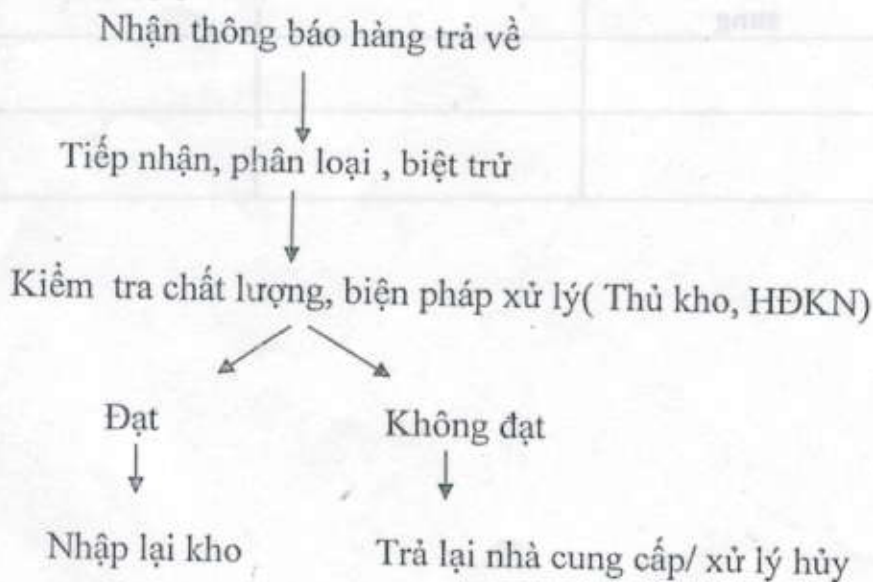 Nhận thông báo hàng trả về
Tiếp nhận, phân loại , biệt trử
Kiểm tra chất lượng, biện pháp xử lý( Thủ kho, HĐKN)
Đạt
Không đạt
Nhập lại kho
Trả lại nhà cung cấp/ xử lý hủy